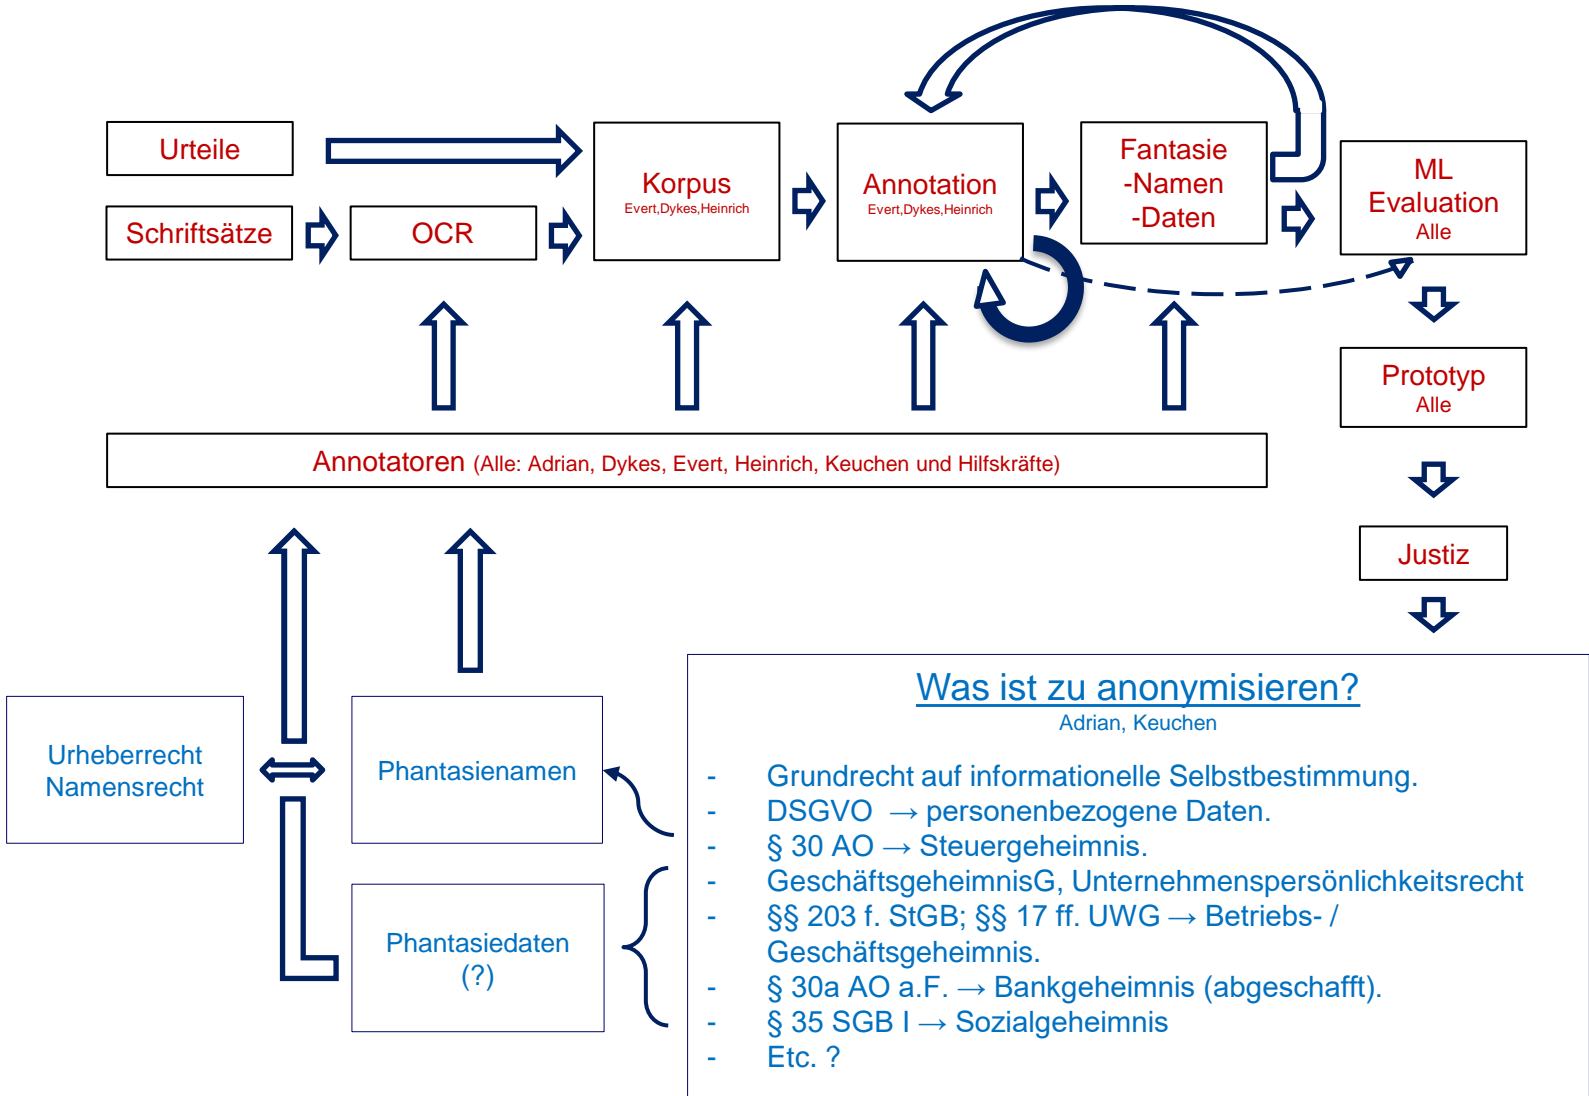 Urteile
Schriftsätze
OCR
Korpus
Evert,Dykes,Heinrich
Annotation
Evert,Dykes,Heinrich
Fantasie
-Namen
-Daten
ML
Evaluation
Alle
Prototyp
Alle
Annotatoren (Alle: Adrian, Dykes, Evert, Heinrich, Keuchen und Hilfskräfte)
Justiz
Urheberrecht
Namensrecht
Phantasienamen
Phantasiedaten
(?)
Was ist zu anonymisieren?
Adrian, Keuchen
- Grundrecht auf informationelle Selbstbestimmung.
- DSGVO → personenbezogene Daten.
- § 30 AO → Steuergeheimnis.
- GeschäftsgeheimnisG, Unternehmenspersönlichkeitsrecht
- §§ 203 f. StGB; §§ 17 ff. UWG → Betriebs- /
Geschäftsgeheimnis.
- § 30a AO a.F. → Bankgeheimnis (abgeschafft).
- § 35 SGB I → Sozialgeheimnis
- Etc. ?